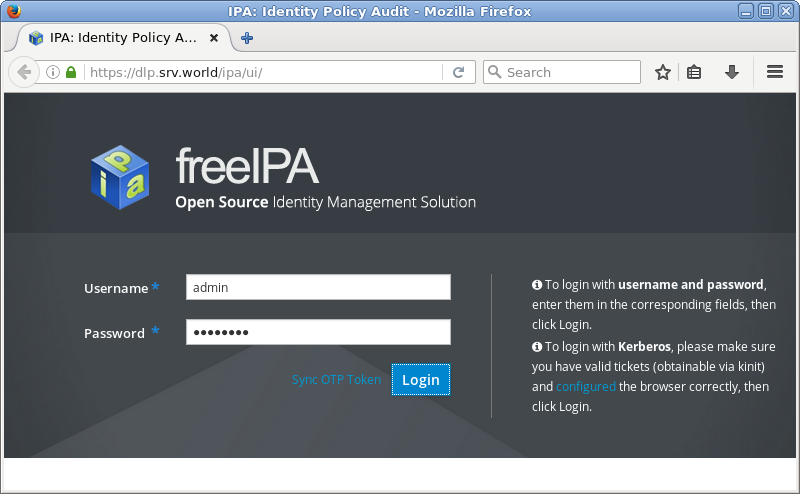 IPA: Identity Policy Audit - Mozilla Firefox
IPA: Identity Policy A...
https://dlp.srv.world/ipa/ui/
Search
ipa
freeIPA
Open Source Identity Management Solution
Username *
admin
Password *
••••••••
Sync OTP Token
Login
To login with username and password,
enter them in the corresponding fields, then
click Login.
To login with Kerberos, please make sure
you have valid tickets (obtainable via kinit)
and configured the browser correctly, then
click Login.